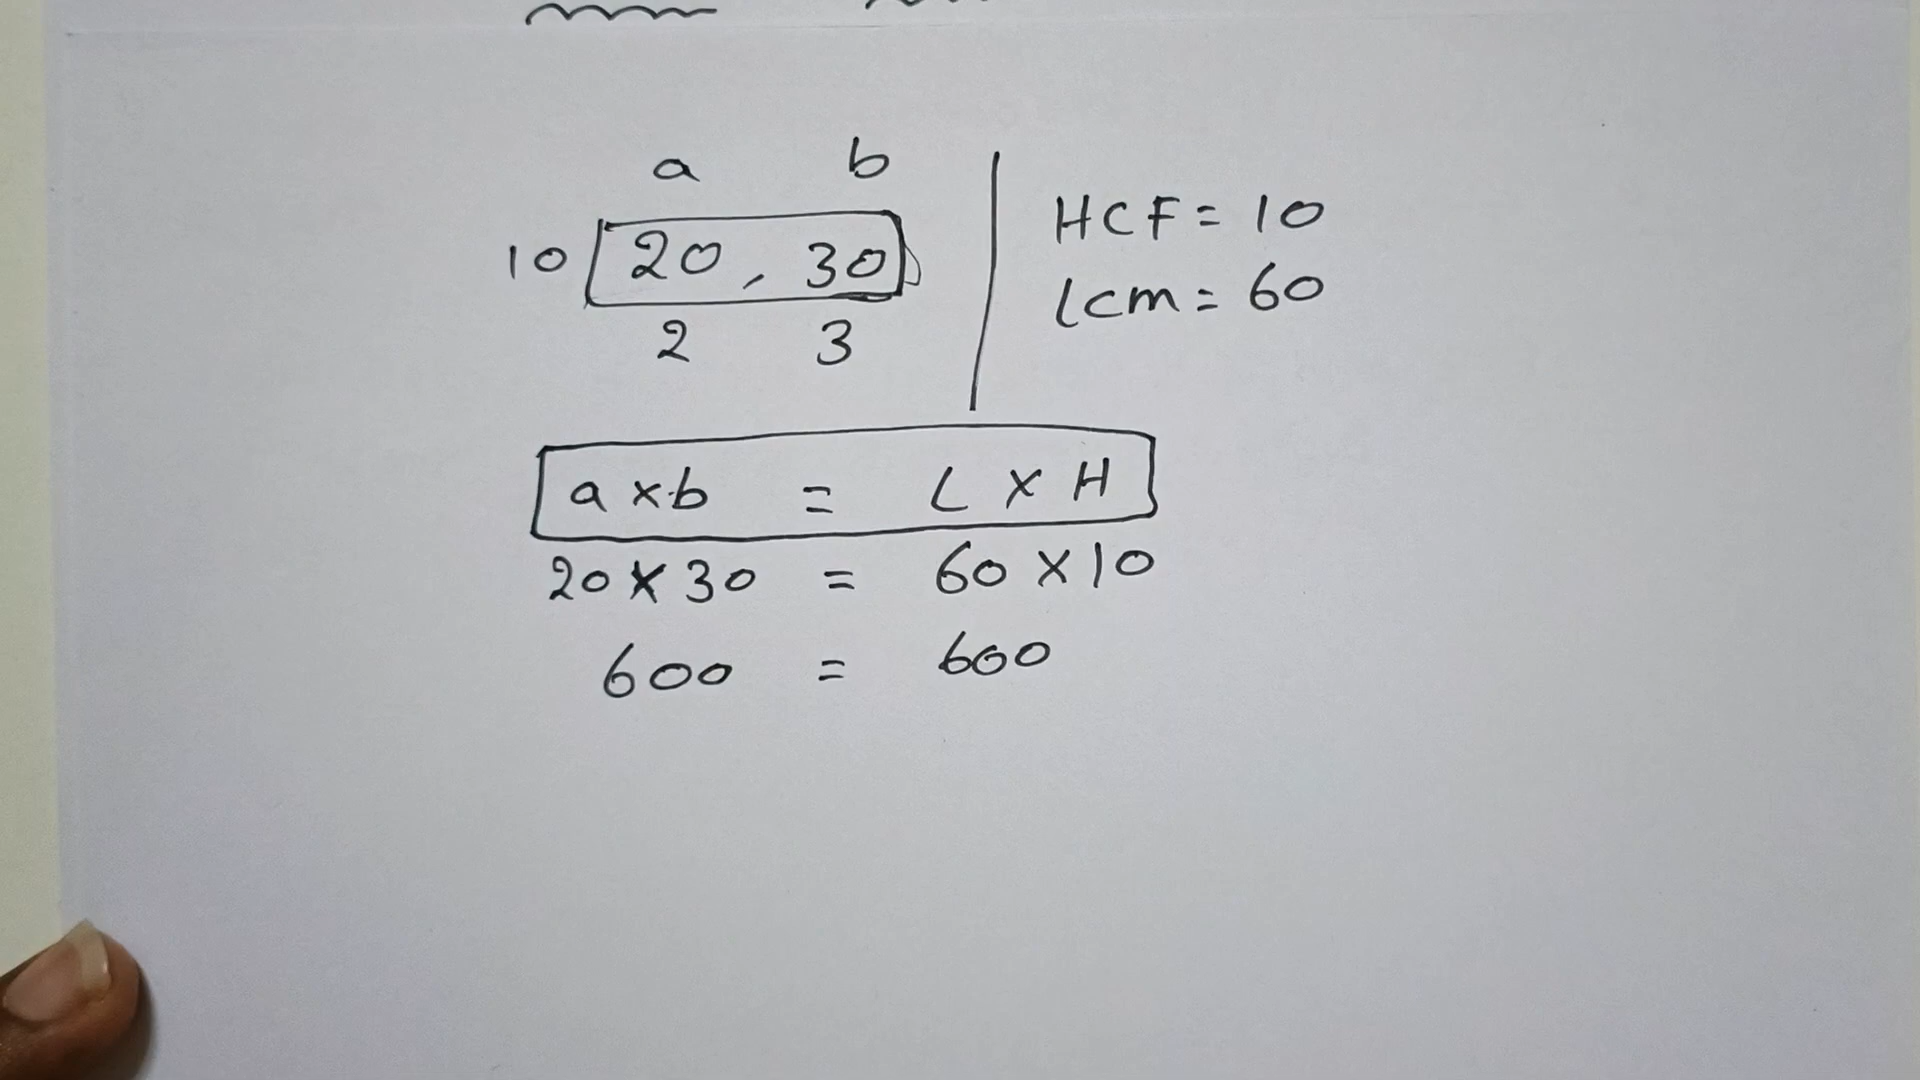 a b
10 20, 30
2 3
HCF = 10
LCM = 60
a x b = L x H
20 x 30 = 60 x 10
600 = 600